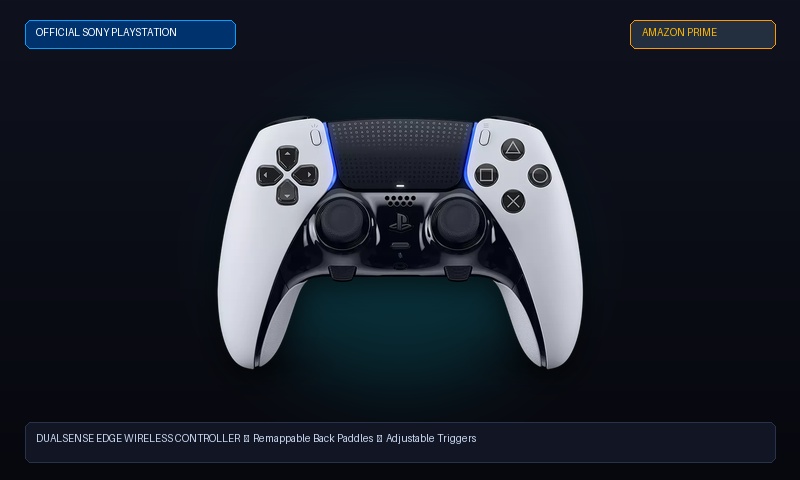 OFFICIAL SONY PLAYSTATION
AMAZON PRIME
DUALSENSE EDGE WIRELESS CONTROLLER ▯ Remappable Back Paddles ▯ Adjustable Triggers